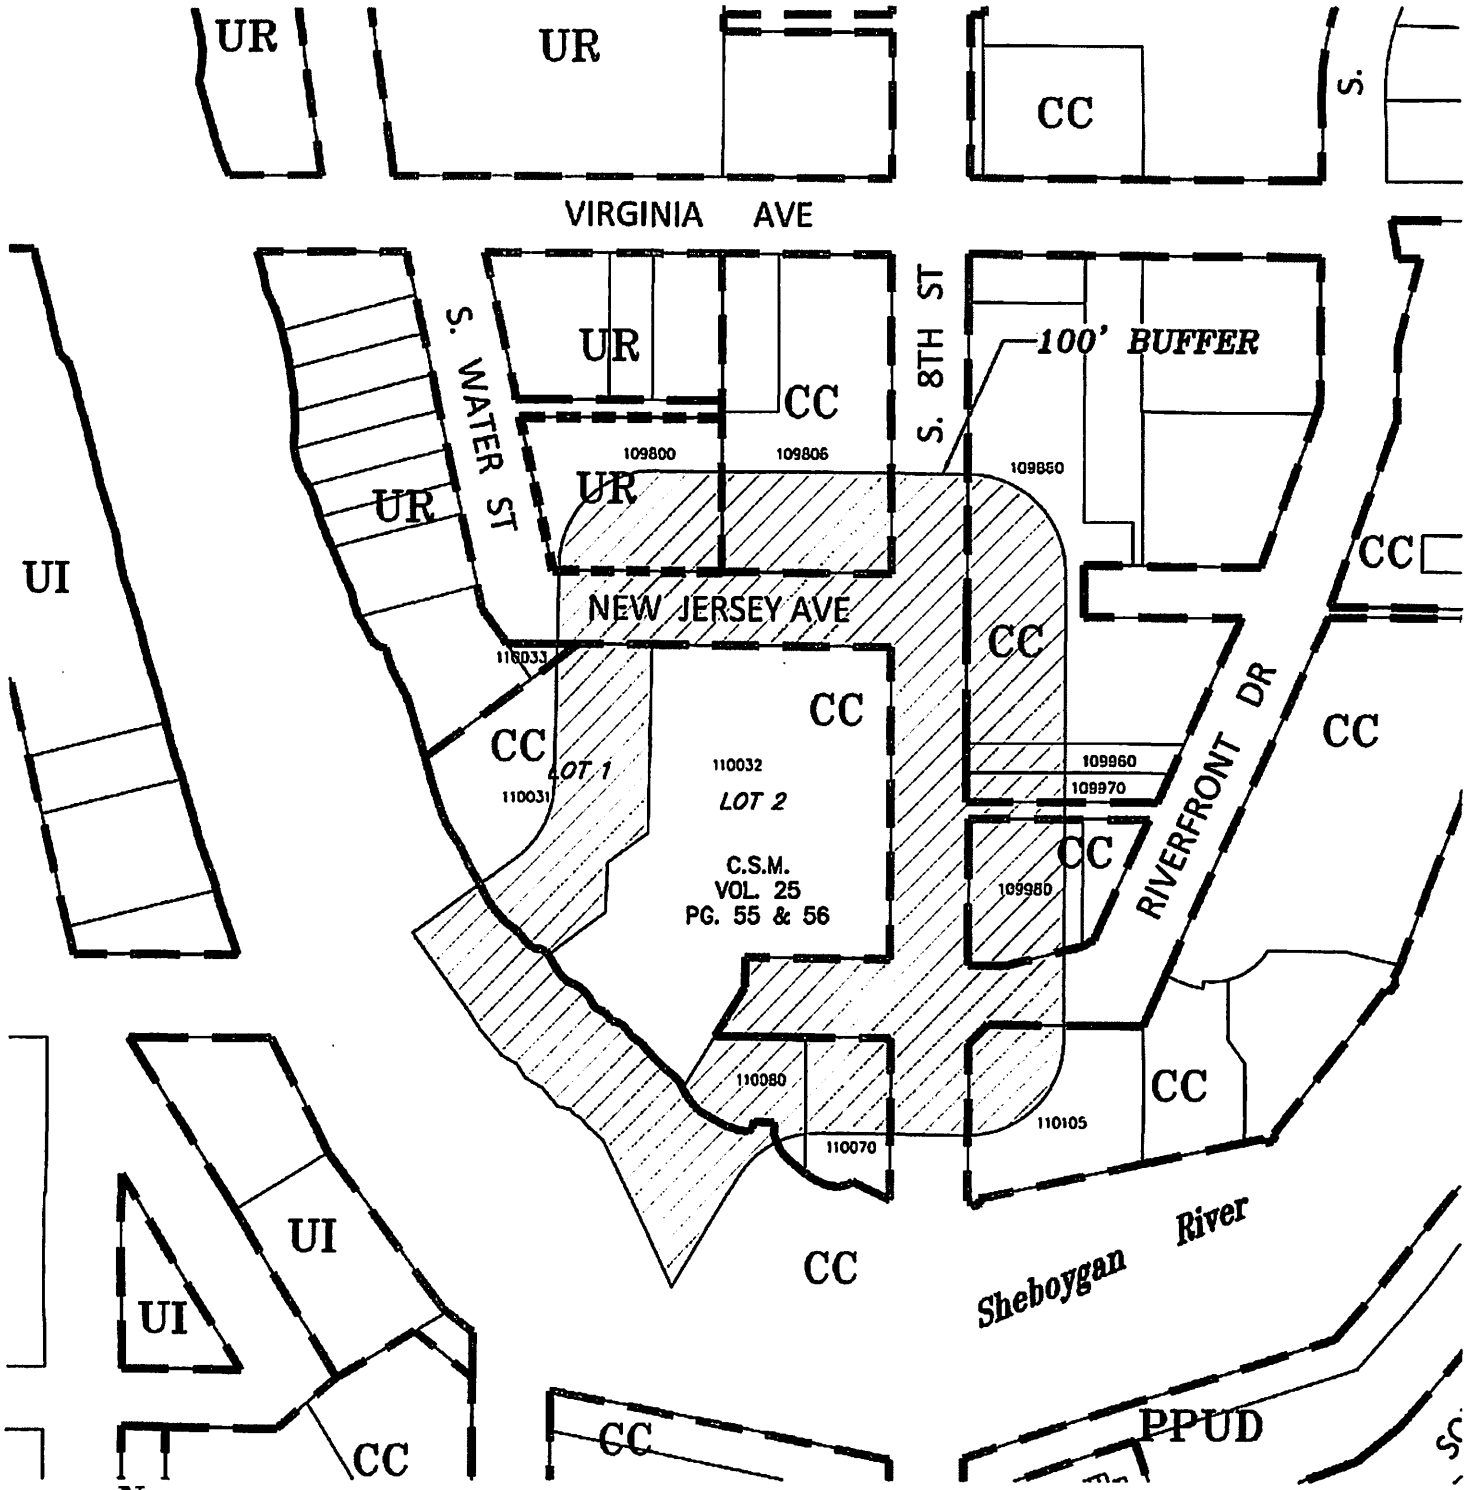 UR
UR
CC
S.
VIRGINIA AVE
S. WATER ST
UR
CC
S. 8TH ST
100' BUFFER
109800
109806
109880
UR
UR
UI
CC
NEW JERSEY AVE
CC
110033
CC
CC
LOT 1
110031
110032
LOT 2
CC
RIVERFRONT DR
109960
109970
CC
109980
C.S.M.
VOL. 25
PG. 55 & 56
110080
110070
110105
CC
UI
UI
CC
Sheboygan River
CC
CC
PPUD